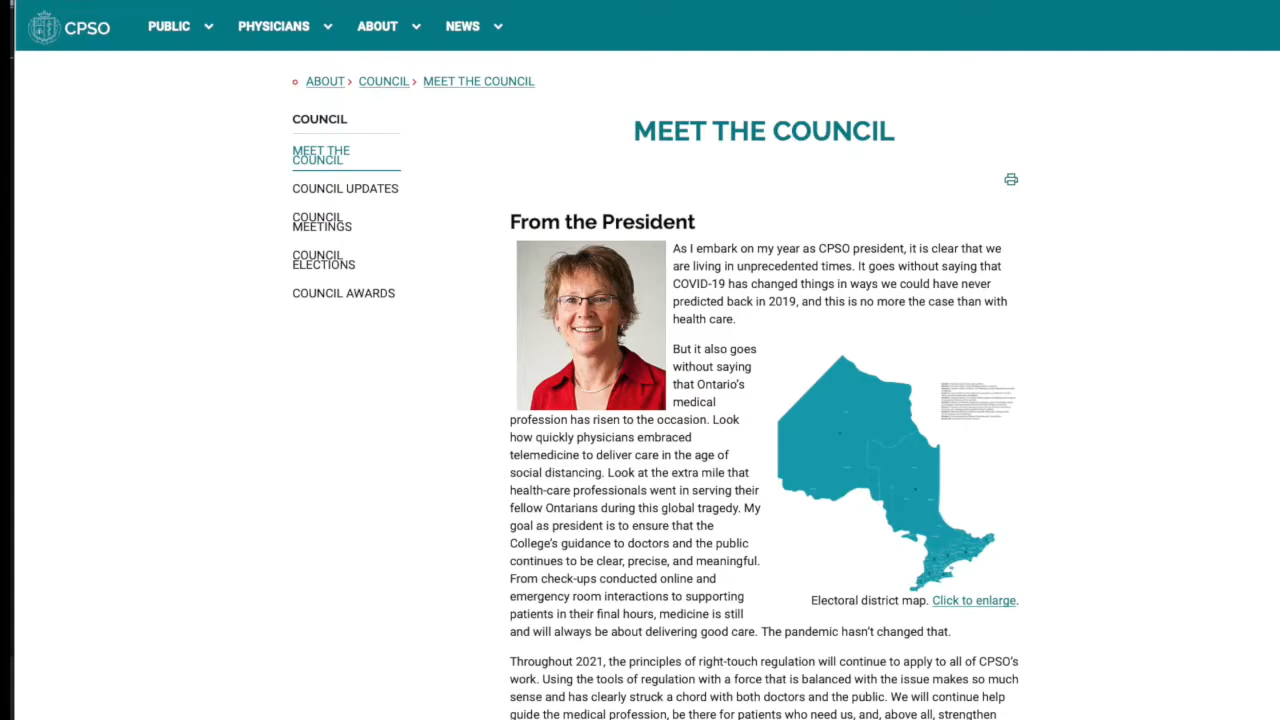 CPSO
PUBLIC
PHYSICIANS
ABOUT
NEWS
ABOUT > COUNCIL > MEET THE COUNCIL
COUNCIL
MEET THE
COUNCIL
COUNCIL UPDATES
COUNCIL
MEETINGS
COUNCIL
ELECTIONS
COUNCIL AWARDS
MEET THE COUNCIL
From the President
As I embark on my year as CPSO president, it is clear that we
are living in unprecedented times. It goes without saying that
COVID-19 has changed things in ways we could have never
predicted back in 2019, and this is no more the case than with
health care.
But it also goes
without saying
that Ontario's
medical
profession has risen to the occasion. Look
how quickly physicians embraced
telemedicine to deliver care in the age of
social distancing. Look at the extra mile that
health-care professionals went in serving their
fellow Ontarians during this global tragedy. My
goal as president is to ensure that the
College's guidance to doctors and the public
continues to be clear, precise, and meaningful.
From check-ups conducted online and
emergency room interactions to supporting
patients in their final hours, medicine is still
and will always be about delivering good care. The pandemic hasn't changed that.
Electoral district map. Click to enlarge.
Throughout 2021, the principles of right-touch regulation will continue to apply to all of CPSO's
work. Using the tools of regulation with a force that is balanced with the issue makes so much
sense and has clearly struck a chord with both doctors and the public. We will continue help
guide the medical profession, be there for patients who need us, and, above all, strengthen